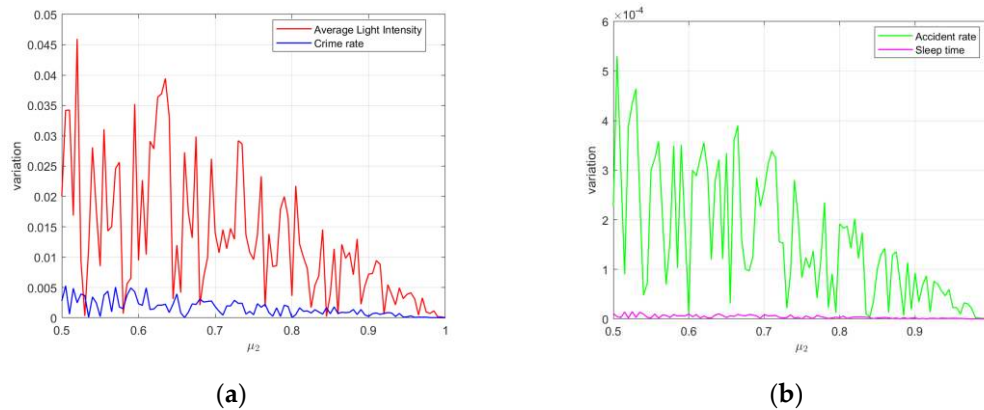 0.05
0.045
0.04
0.035
0.03
0.025
0.02
0.015
0.01
0.005
0
variation
0.5 0.6 0.7 0.8 0.9 1
μ₂
Average Light Intensity
Crime rate
(a)
×10⁻⁴
6
5
4
3
2
1
0
variation
0.5 0.6 0.7 0.8 0.9
μ₂
Accident rate
Sleep time
(b)